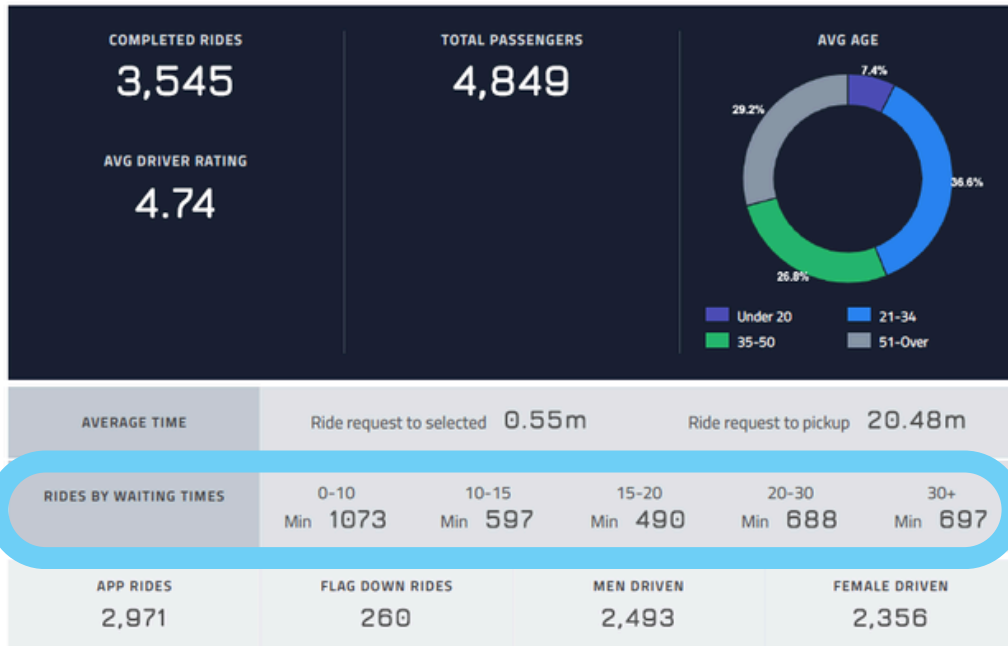 COMPLETED RIDES
3,545
AVG DRIVER RATING
4.74
TOTAL PASSENGERS
4,849
AVG AGE
7.4%
29.2%
36.6%
26.8%
Under 20
21-34
35-50
51-Over
AVERAGE TIME
Ride request to selected 0.55m
Ride request to pickup 20.48m
RIDES BY WAITING TIMES
0-10
Min 1073
10-15
Min 597
15-20
Min 490
20-30
Min 688
30+
Min 697
APP RIDES
2,971
FLAG DOWN RIDES
260
MEN DRIVEN
2,493
FEMALE DRIVEN
2,356